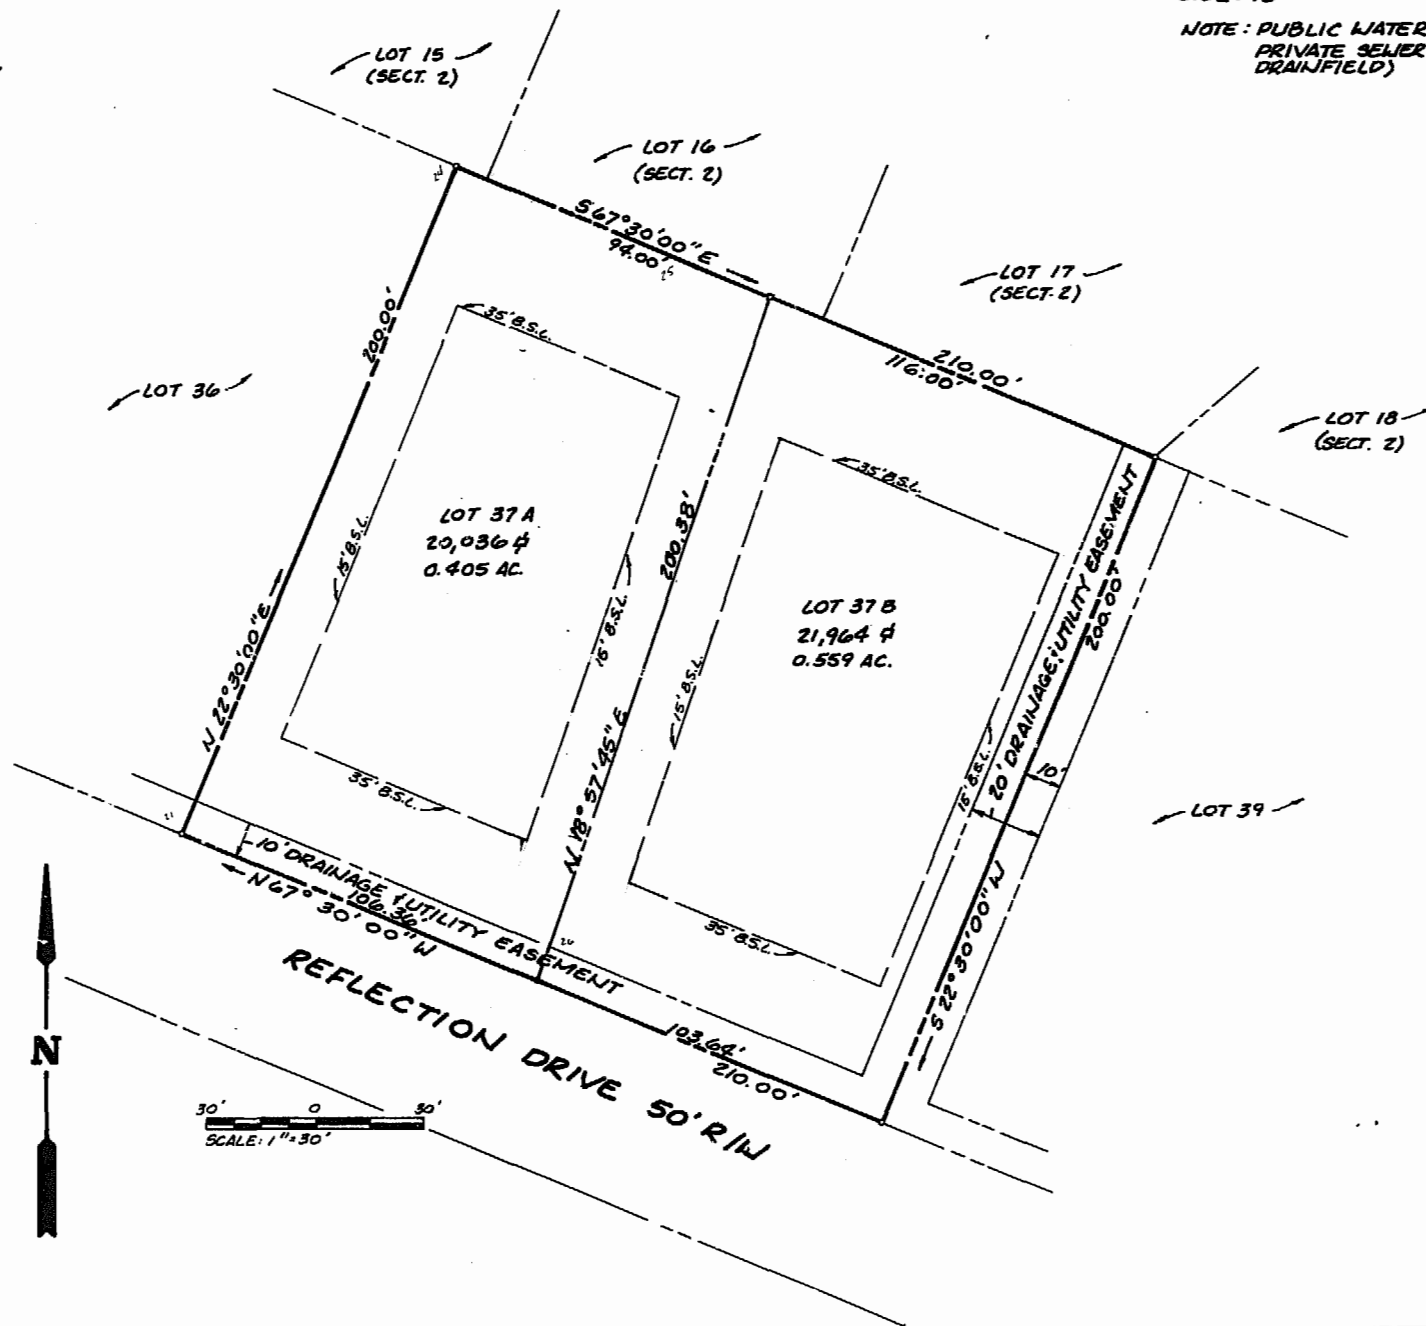 NOTE: PUBLIC WATER
PRIVATE SEWER
DRAINFIELD)
LOT 15
(SECT. 2)
LOT 16
(SECT. 2)
S 67° 30' 00" E
94.00'
25
LOT 17
(SECT. 2)
210.00'
116.00'
LOT 18
(SECT. 2)
LOT 36
200.00'
N 22° 30' 00" E
35' B.S.L.
15' B.S.L.
LOT 37 A
20,036 ⏍
0.405 AC.
15' B.S.L.
35' B.S.L.
200.38'
N 18° 57' 45" E
35' B.S.L.
15' B.S.L.
LOT 37 B
21,964 ⏍
0.559 AC.
15' B.S.L.
35' B.S.L.
20' DRAINAGE & UTILITY EASEMENT
200.00'
10'
S 22° 30' 00" W
LOT 39
21
10' DRAINAGE & UTILITY EASEMENT
106.36'
N 67° 30' 00" W
103.64'
210.00'
REFLECTION DRIVE 50' R/W
N
30' 0 30'
SCALE: 1"=30'